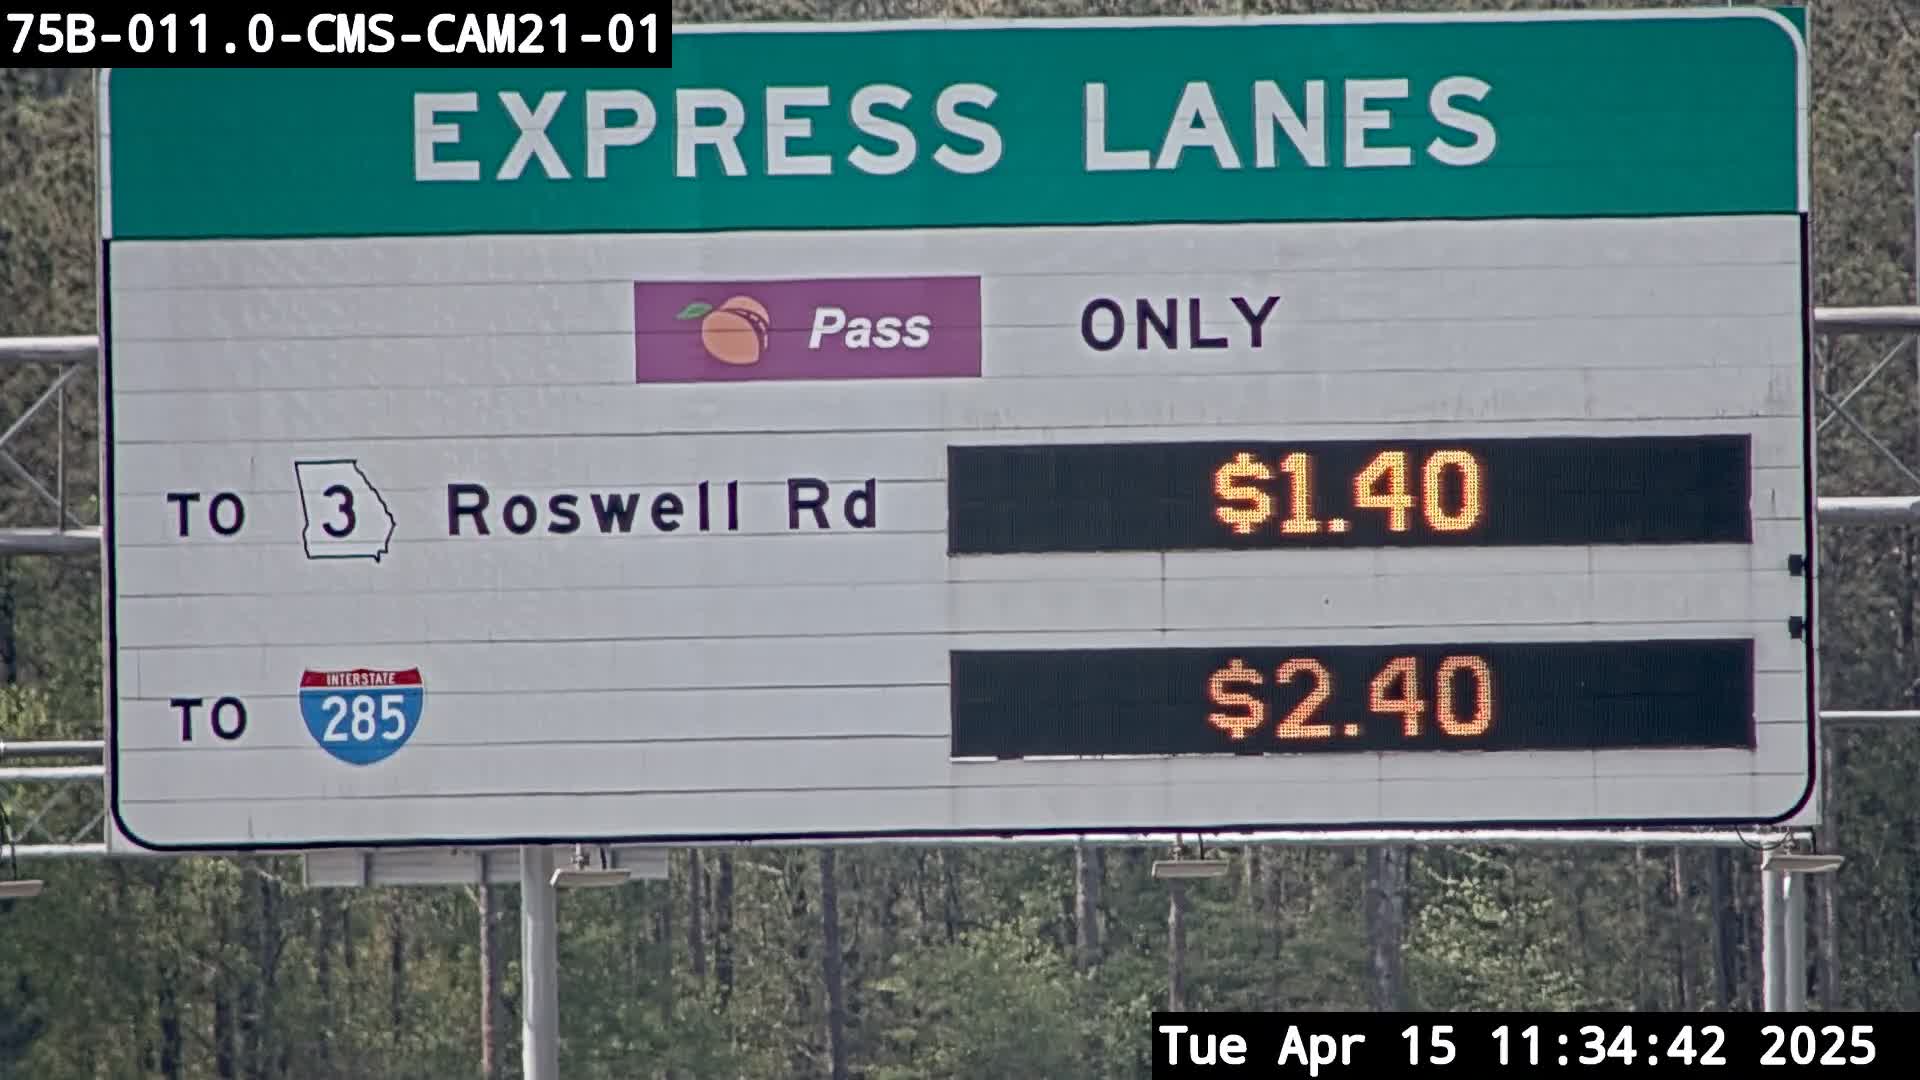 75B-011.0-CMS-CAM21-01
EXPRESS LANES
Pass ONLY
TO 3 Roswell Rd $1.40
TO INTERSTATE 285 $2.40
Tue Apr 15 11:34:42 2025